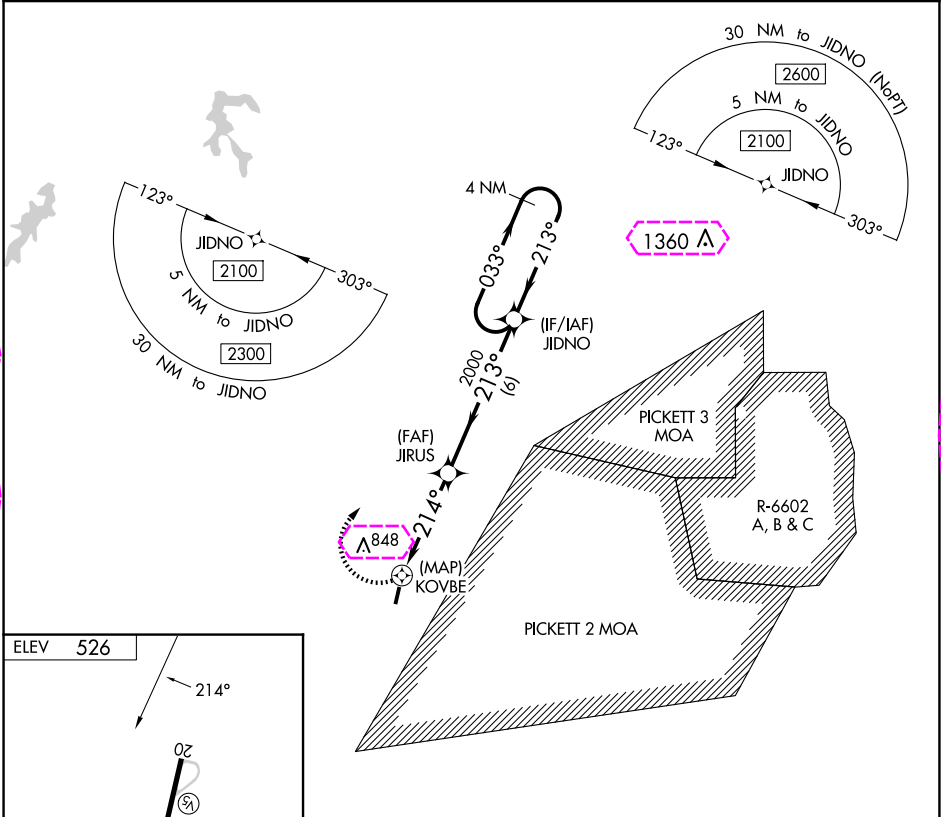 30 NM to JIDNO (NoPT)
2600
5 NM to JIDNO
2100
123°
JIDNO
303°
123°
JIDNO
2100
303°
5 NM to JIDNO
2300
30 NM to JIDNO
4 NM
033°
213°
1360
(IF/IAF)
JIDNO
2000
213°
(6)
(FAF)
JIRUS
214°
848
(MAP)
KOVBE
PICKETT 3
MOA
R-6602
A, B & C
PICKETT 2 MOA
ELEV 526
214°
20
V5